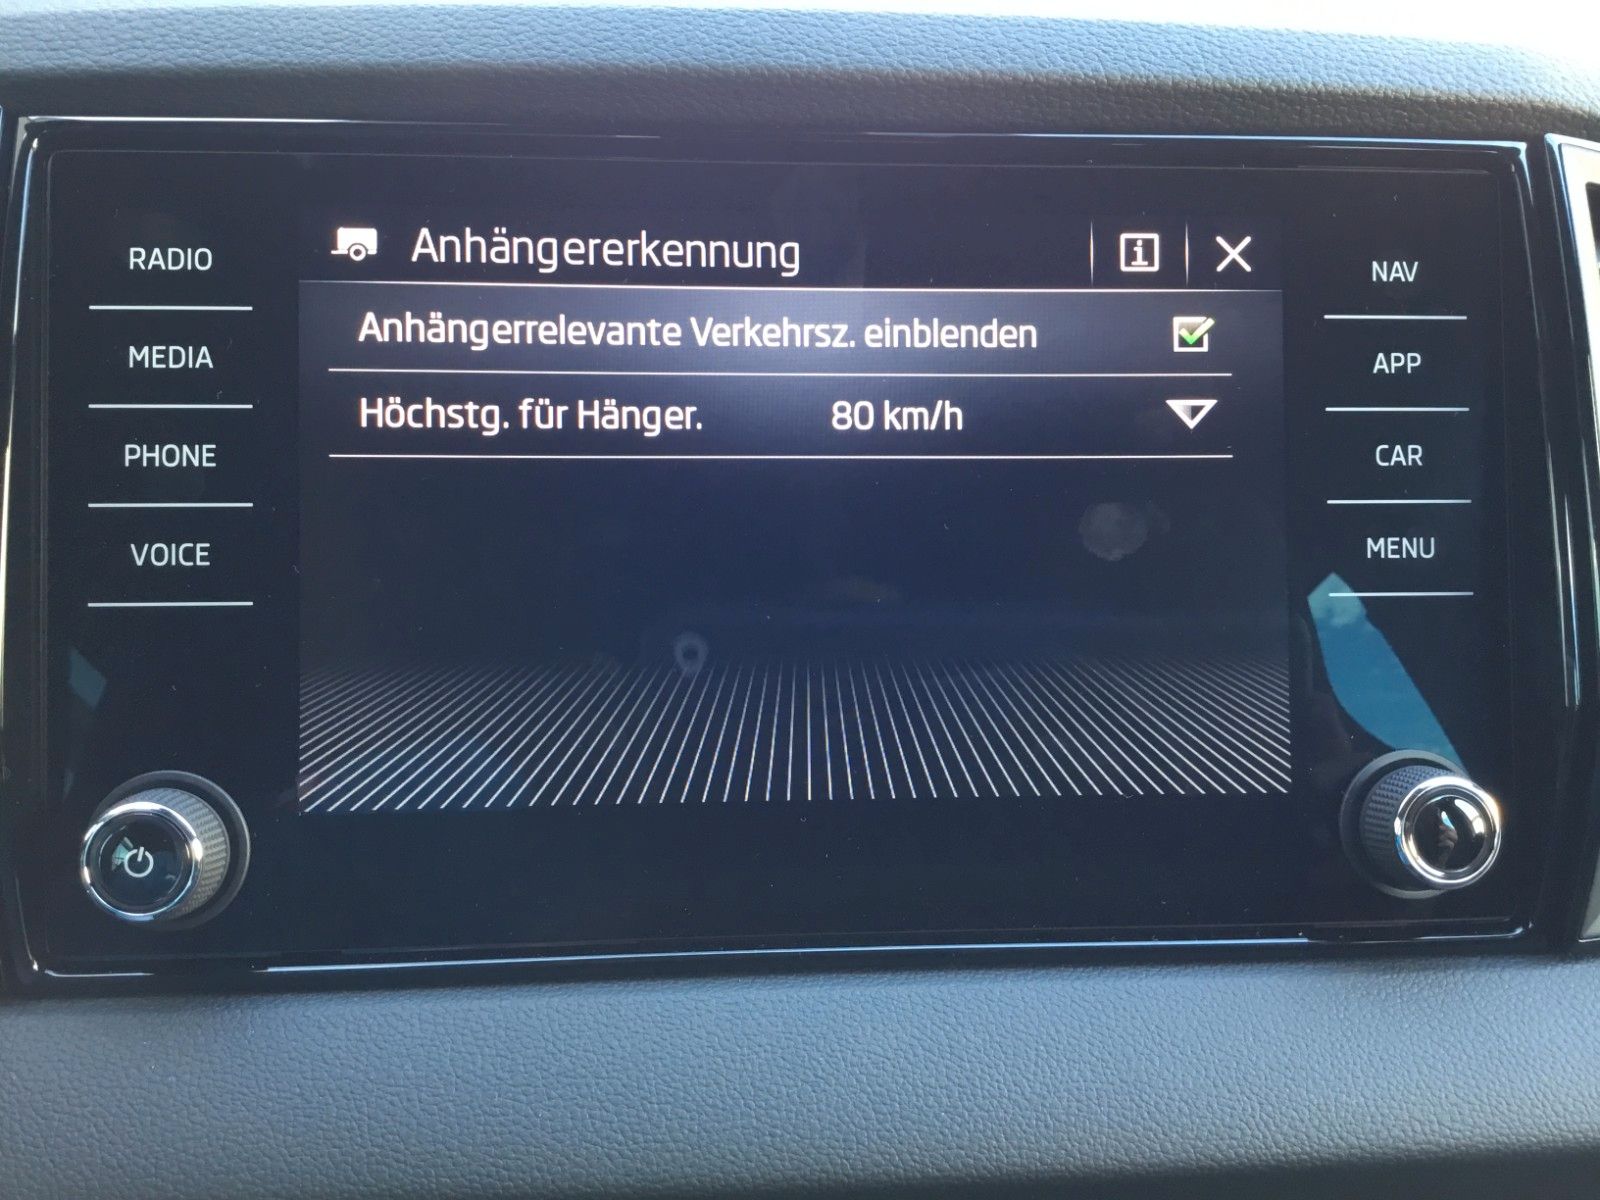 Anhängererkennung
Anhängerrelevante Verkehrsz. einblenden
Höchstg. für Hänger. 80 km/h
RADIO
MEDIA
PHONE
VOICE
NAV
APP
CAR
MENU